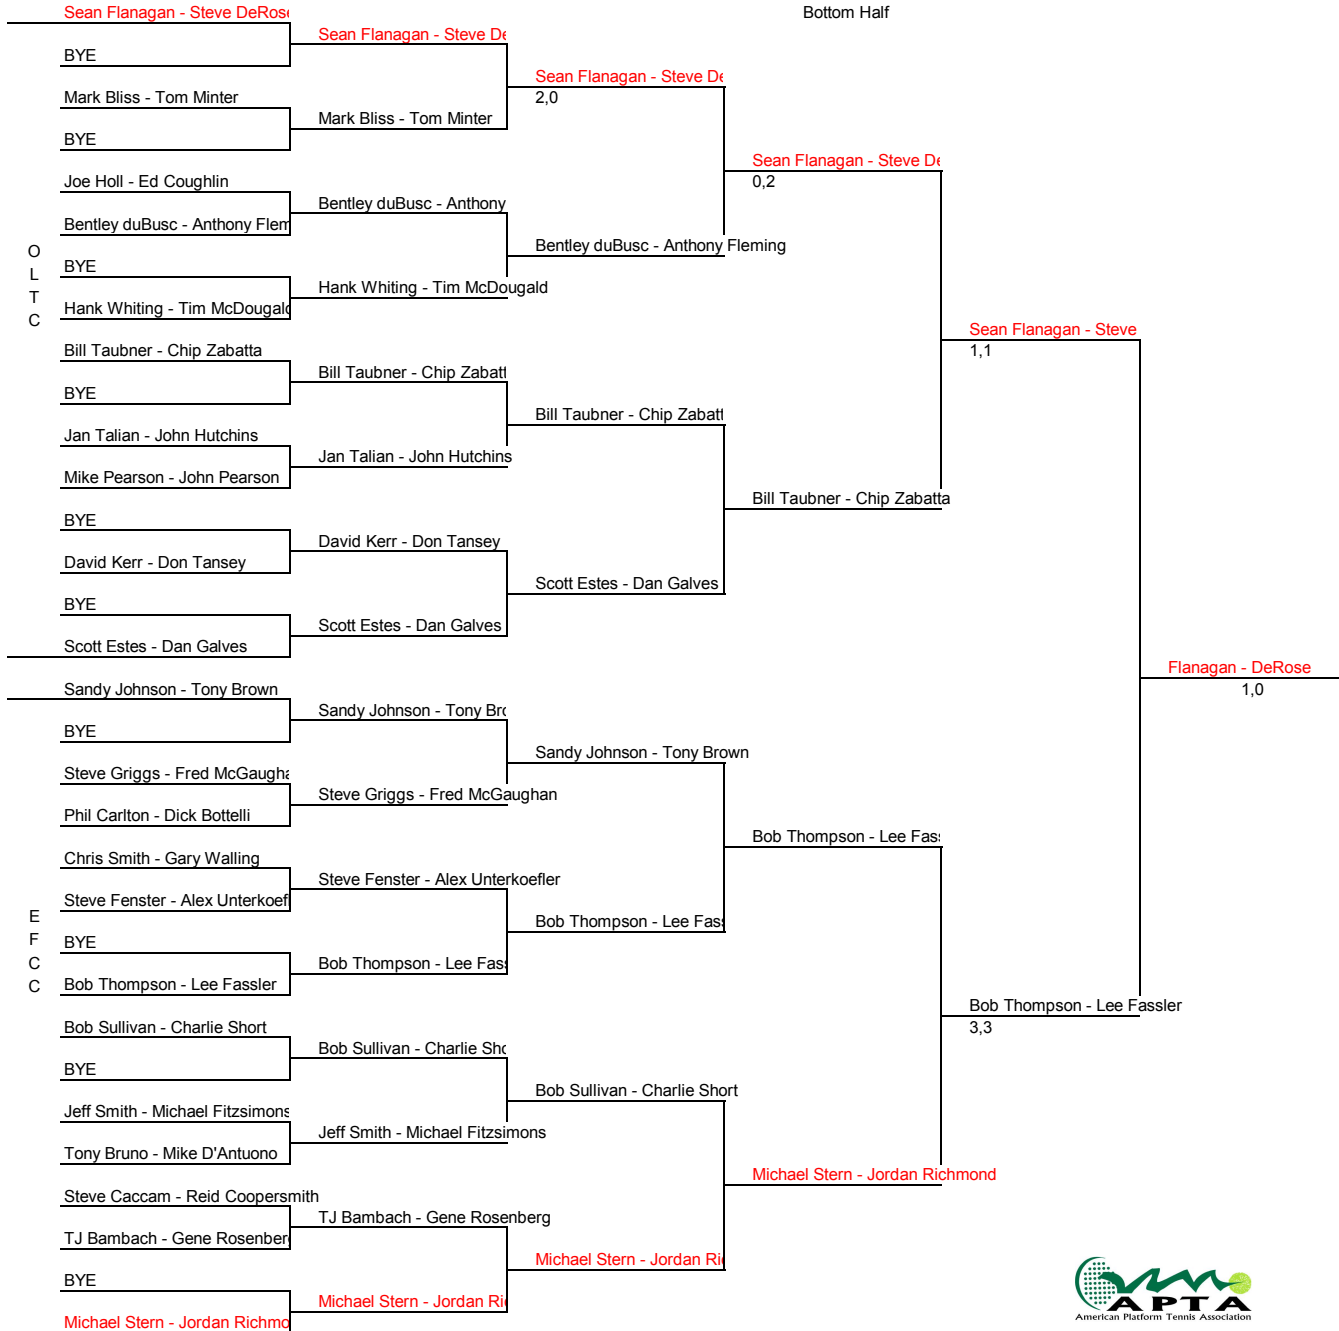 Bottom Half
Sean Flanagan - Steve DeRose
BYE
Mark Bliss - Tom Minter
BYE
Joe Holl - Ed Coughlin
Bentley duBusc - Anthony Flem
BYE
Hank Whiting - Tim McDougald
Bill Taubner - Chip Zabatta
BYE
Jan Talian - John Hutchins
Mike Pearson - John Pearson
BYE
David Kerr - Don Tansey
BYE
Scott Estes - Dan Galves
O
L
T
C
Sandy Johnson - Tony Brown
BYE
Steve Griggs - Fred McGaugha
Phil Carlton - Dick Bottelli
Chris Smith - Gary Walling
Steve Fenster - Alex Unterkoefl
BYE
Bob Thompson - Lee Fassler
Bob Sullivan - Charlie Short
BYE
Jeff Smith - Michael Fitzsimons
Tony Bruno - Mike D'Antuono
Steve Caccam - Reid Coopersmith
TJ Bambach - Gene Rosenber
BYE
Michael Stern - Jordan Richmo
E
F
C
C
Sean Flanagan - Steve De
Mark Bliss - Tom Minter
Bentley duBusc - Anthony
Hank Whiting - Tim McDougald
Bill Taubner - Chip Zabatt
Jan Talian - John Hutchins
David Kerr - Don Tansey
Scott Estes - Dan Galves
Sandy Johnson - Tony Bro
Steve Griggs - Fred McGaughan
Steve Fenster - Alex Unterkoefler
Bob Thompson - Lee Fass
Bob Sullivan - Charlie Sho
Jeff Smith - Michael Fitzsimons
TJ Bambach - Gene Rosenberg
Michael Stern - Jordan Ri
Sean Flanagan - Steve De
2,0
Bentley duBusc - Anthony Fleming
Bill Taubner - Chip Zabatt
Scott Estes - Dan Galves
Sandy Johnson - Tony Brown
Bob Thompson - Lee Fass
Bob Sullivan - Charlie Short
Michael Stern - Jordan Ri
Sean Flanagan - Steve De
0,2
Bill Taubner - Chip Zabatta
Bob Thompson - Lee Fass
Michael Stern - Jordan Richmond
Sean Flanagan - Steve
1,1
Bob Thompson - Lee Fassler
3,3
Flanagan - DeRose
1,0
APTA
American Platform Tennis Association